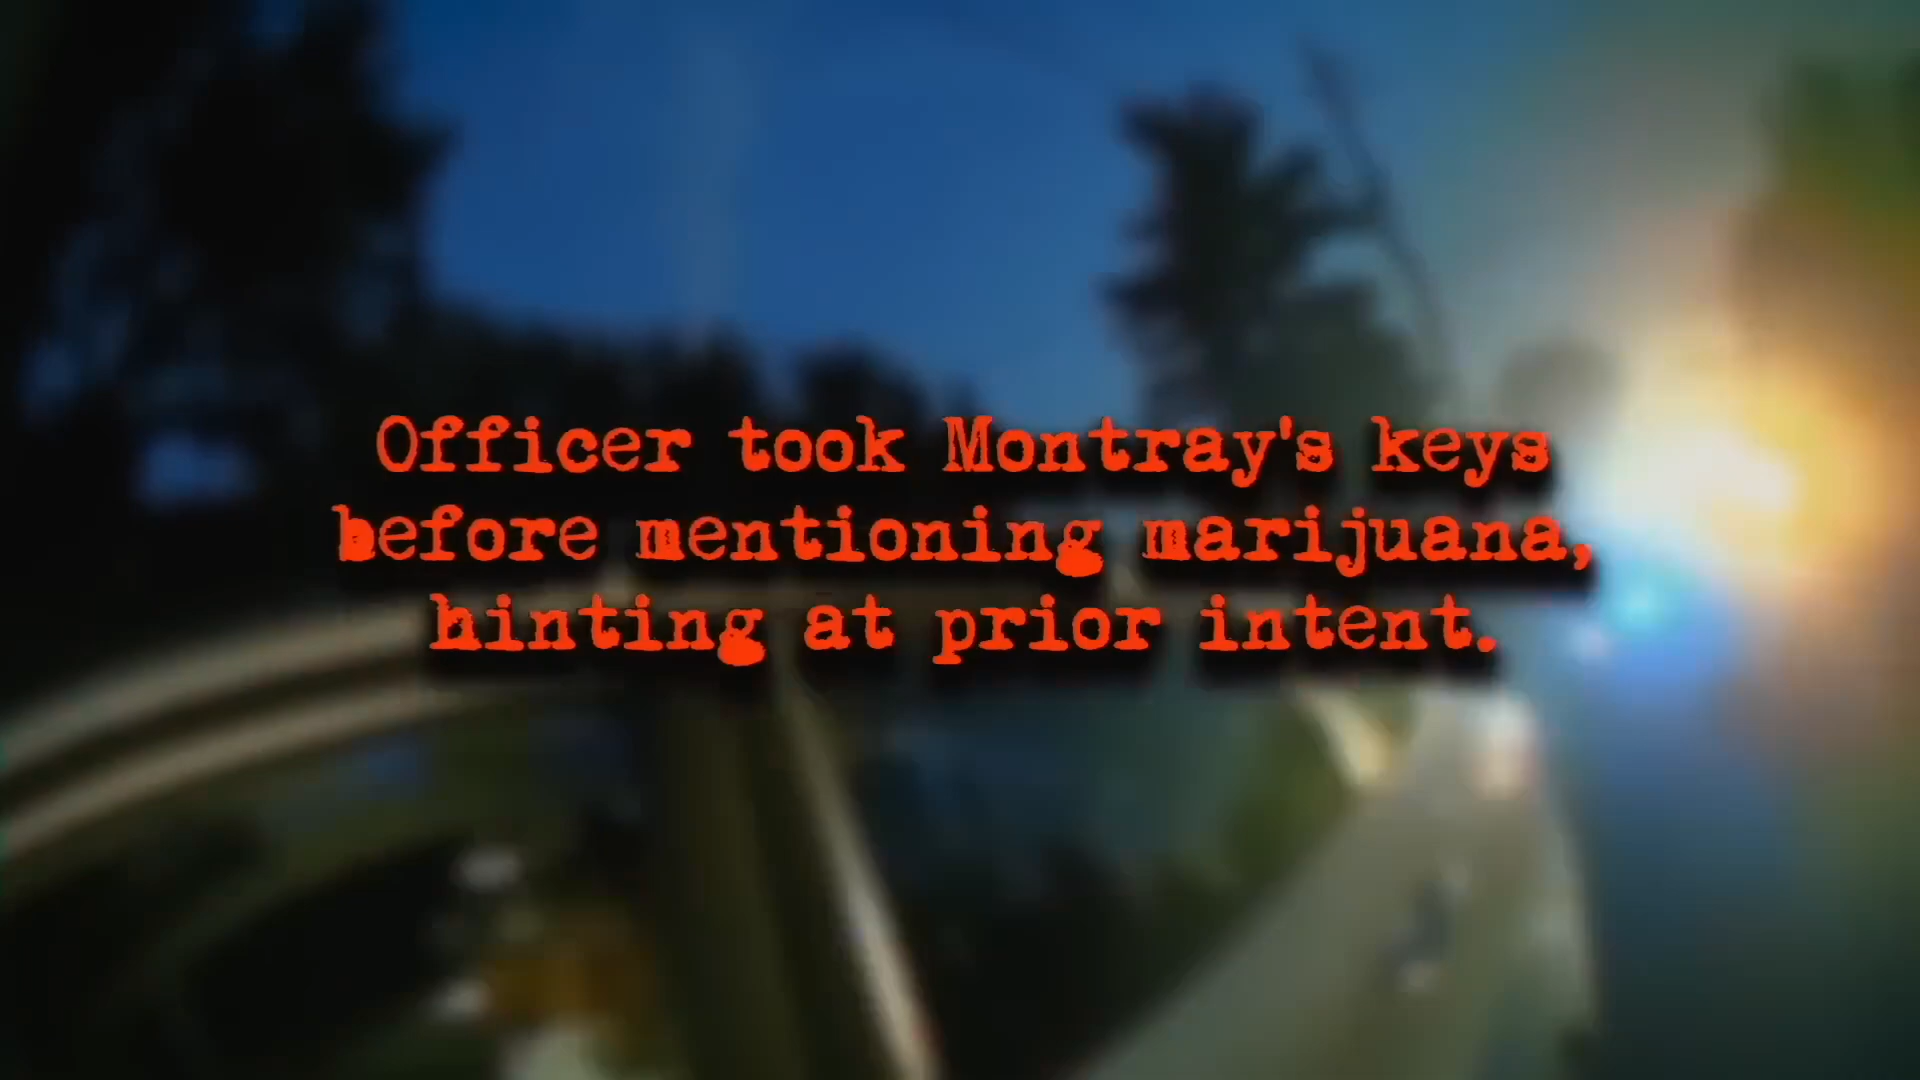 Officer took Montray's keys
before mentioning marijuana,
hinting at prior intent.